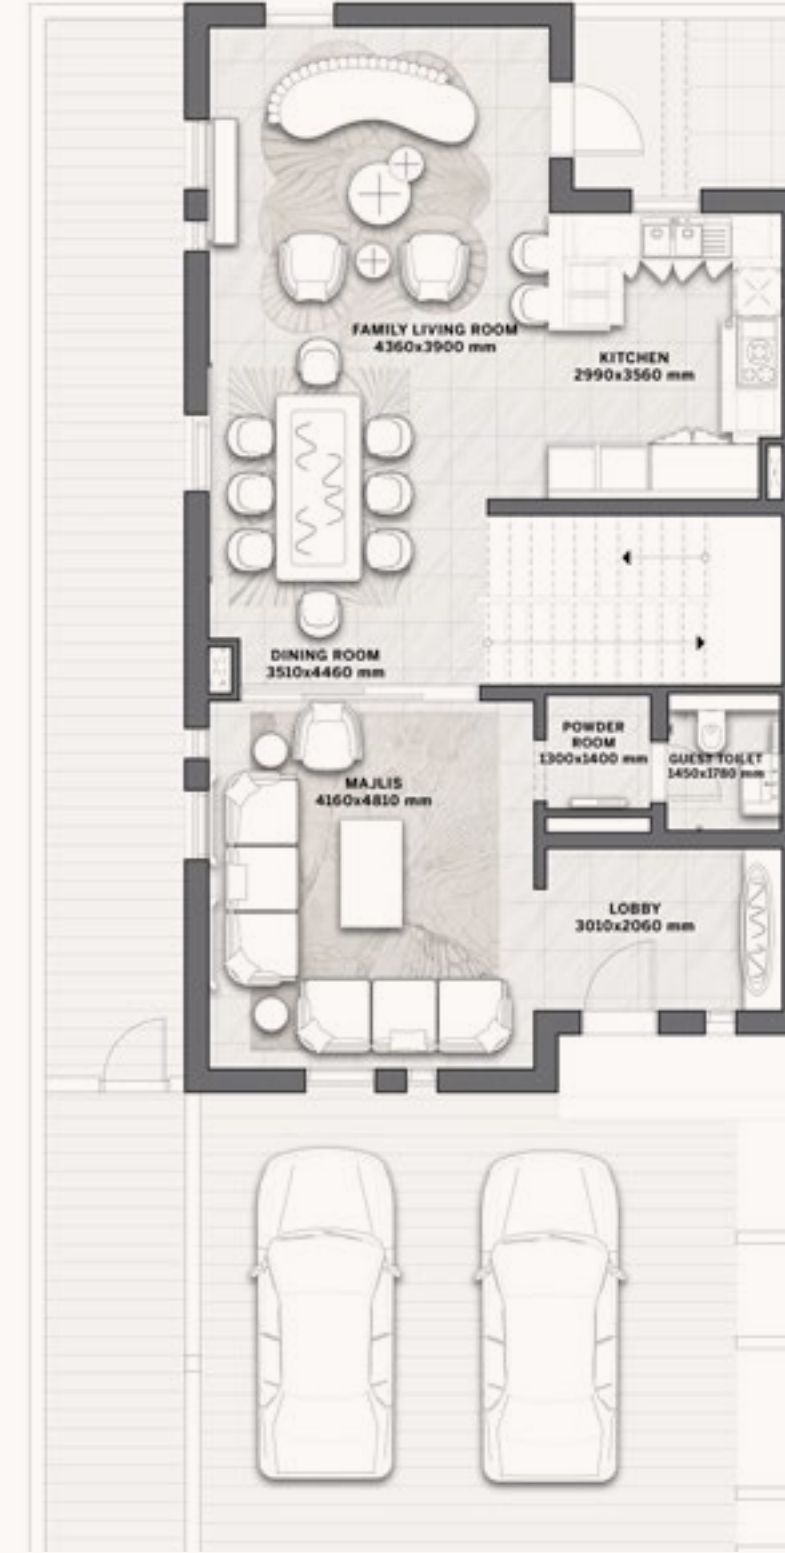 FAMILY LIVING ROOM
4360x3900 mm
KITCHEN
2990x3560 mm
DINING ROOM
3510x4460 mm
POWDER
ROOM
1300x1400 mm
GUEST TOILET
1450x1780 mm
MAJLIS
4160x4810 mm
LOBBY
3010x2060 mm